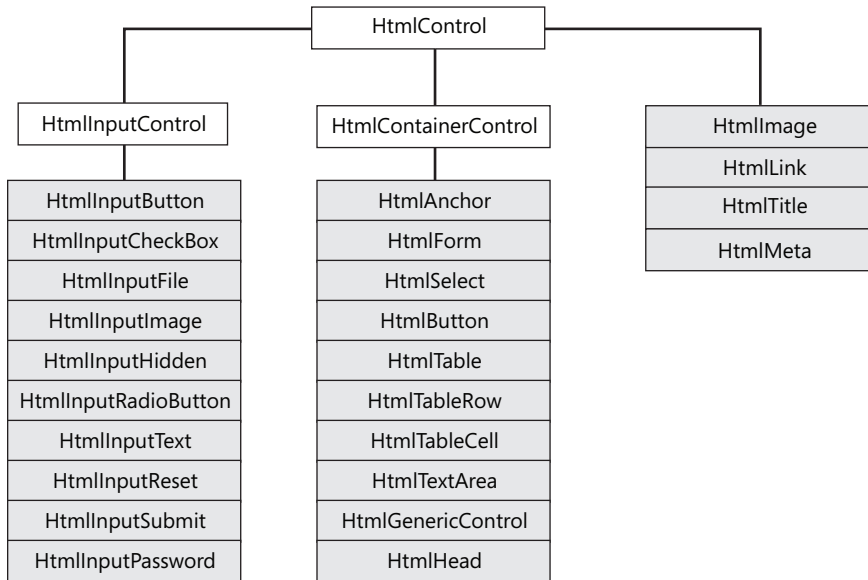 HtmlControl
HtmlInputControl
HtmlContainerControl
HtmlInputButton
HtmlInputCheckBox
HtmlInputFile
HtmlInputImage
HtmlInputHidden
HtmlInputRadioButton
HtmlInputText
HtmlInputReset
HtmlInputSubmit
HtmlInputPassword
HtmlAnchor
HtmlForm
HtmlSelect
HtmlButton
HtmlTable
HtmlTableRow
HtmlTableCell
HtmlTextArea
HtmlGenericControl
HtmlHead
HtmlImage
HtmlLink
HtmlTitle
HtmlMeta